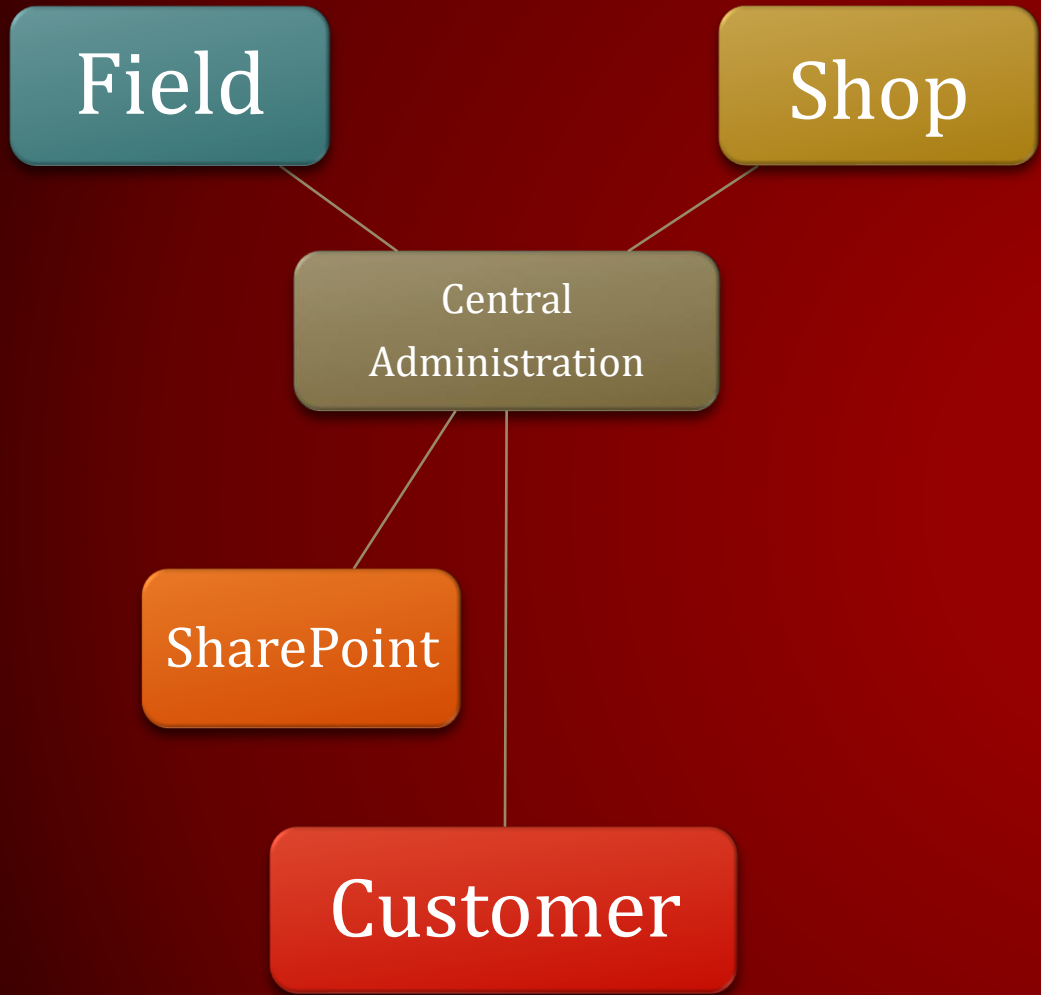 Field
Shop
Central
Administration
SharePoint
Customer